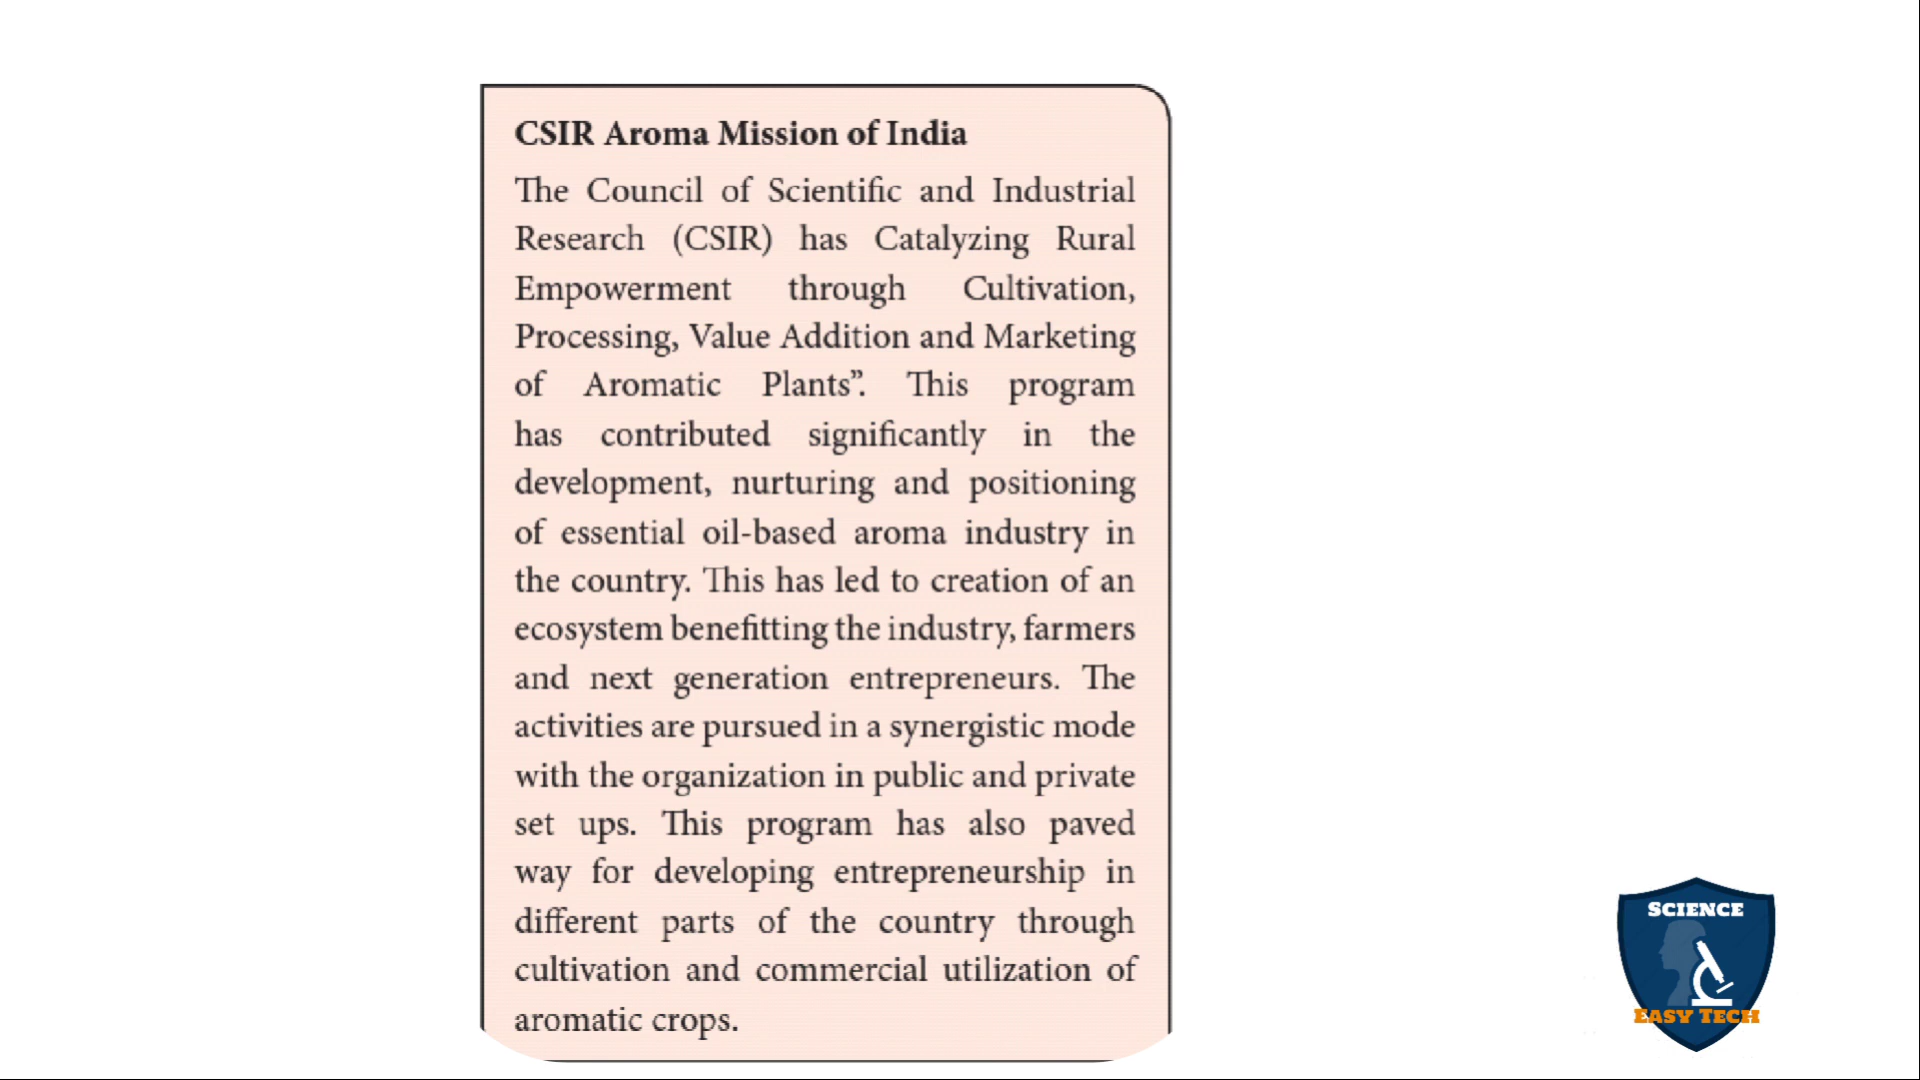 CSIR Aroma Mission of India
The Council of Scientific and Industrial
Research (CSIR) has Catalyzing Rural
Empowerment through Cultivation,
Processing, Value Addition and Marketing
of Aromatic Plants”. This program
has contributed significantly in the
development, nurturing and positioning
of essential oil-based aroma industry in
the country. This has led to creation of an
ecosystem benefitting the industry, farmers
and next generation entrepreneurs. The
activities are pursued in a synergistic mode
with the organization in public and private
set ups. This program has also paved
way for developing entrepreneurship in
different parts of the country through
cultivation and commercial utilization of
aromatic crops.
SCIENCE
EASY TECH